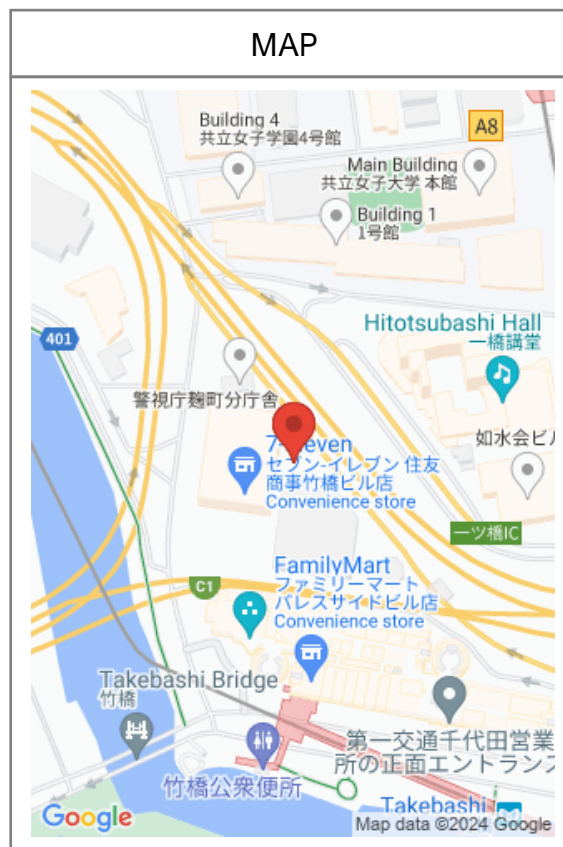 MAP
Building 4
共立女子学園4号館
A8
Main Building
共立女子大学 本館
Building 1
1号館
401
Hitotsubashi Hall
一橋講堂
警視庁麹町分庁舎
如水会ビル
7-Eleven
セブン-イレブン 住友
商事竹橋ビル店
Convenience store
一ツ橋IC
FamilyMart
ファミリーマート
パレスサイドビル店
Convenience store
C1
Takebashi Bridge
竹橋
第一交通千代田営業
所の正面エントランス
竹橋公衆便所
Takebashi
Google
Map data ©2024 Google